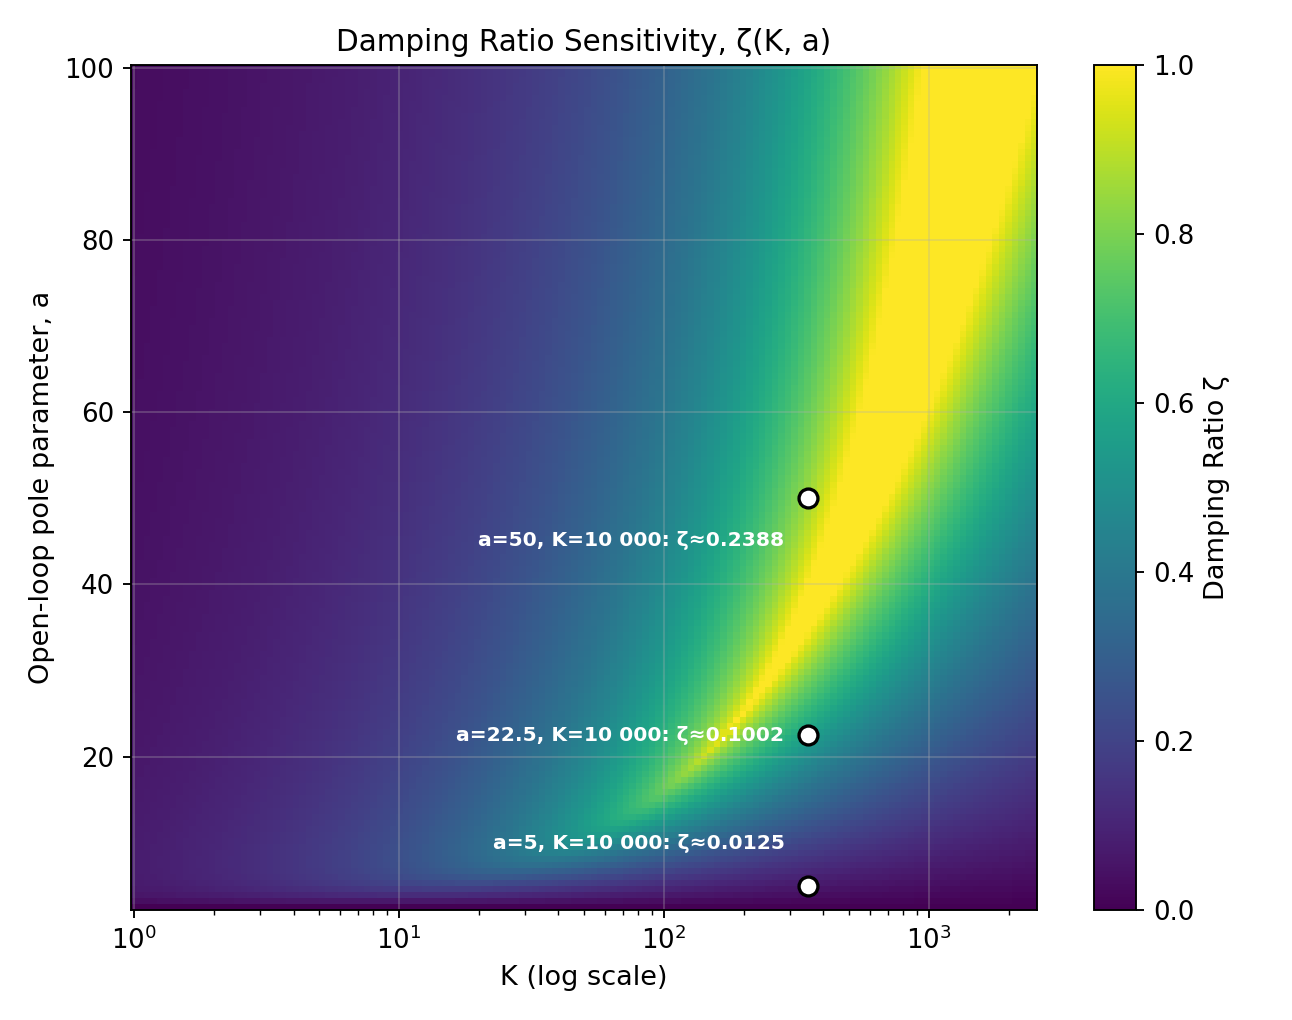 Damping Ratio Sensitivity, ζ(K, a)
100
80
60
40
20
Open-loop pole parameter, a
a=50, K=10 000: ζ≈0.2388
a=22.5, K=10 000: ζ≈0.1002
a=5, K=10 000: ζ≈0.0125
10⁰
10¹
10²
10³
K (log scale)
1.0
0.8
0.6
0.4
0.2
0.0
Damping Ratio ζ